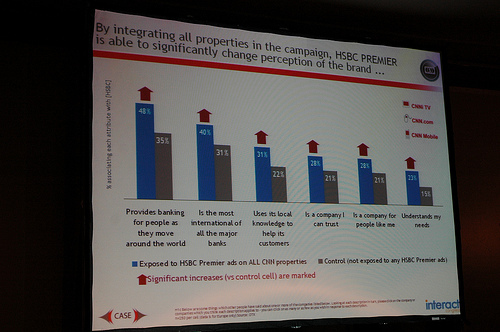 By integrating all properties in the campaign, HSBC PREMIER
is able to significantly change perception of the brand ...
% associating each attribute with [HSBC]
CNN TV
CNN.com
CNN Mobile
48% 35% 40% 31% 31% 22% 28% 21% 28% 21% 23% 15%
Provides banking for people as they move around the world
Is the most international of all the major banks
Uses its local knowledge to help its customers
Is a company I can trust
Is a company for people like me
Understands my needs
Exposed to HSBC Premier ads on ALL CNN properties
Control (not exposed to any HSBC Premier ads)
Significant increases (vs control cell) are marked
CASE
interact